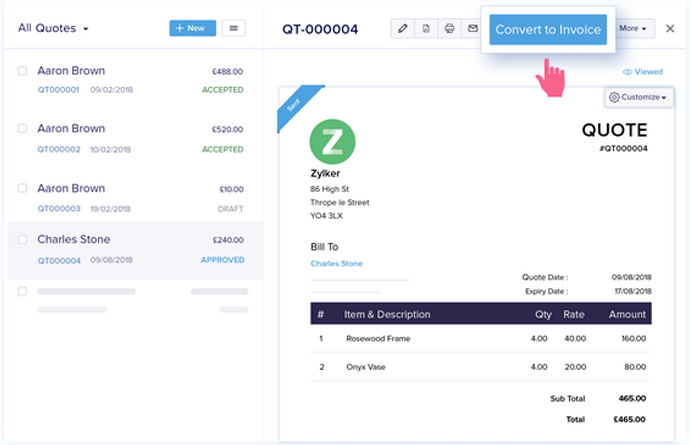 All Quotes
+ New
Aaron Brown £488.00
QT000001 09/02/2018 ACCEPTED
Aaron Brown £520.00
QT000002 10/02/2018 ACCEPTED
Aaron Brown £10.00
QT000003 19/02/2018 DRAFT
Charles Stone £240.00
QT000004 09/08/2018 APPROVED
QT-000004
Convert to Invoice
More
Viewed
Customize
Sent
Z
QUOTE
#QT000004
Zylker
86 High St
Thrope le Street
YO4 3LX
Bill To
Charles Stone
Quote Date : 09/08/2018
Expiry Date : 17/08/2018
# Item & Description Qty Rate Amount
1 Rosewood Frame 4.00 40.00 160.00
2 Onyx Vase 4.00 20.00 80.00
Sub Total 465.00
Total £465.00